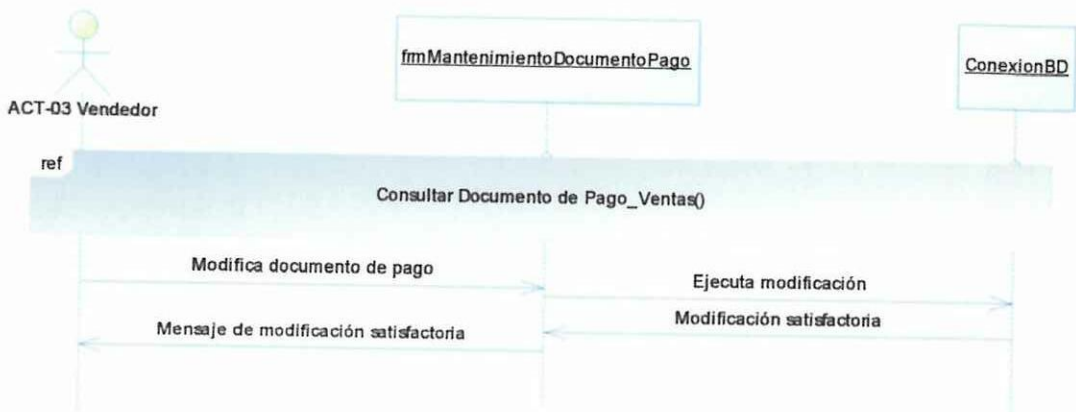 frmMantenimientoDocumentoPago
ConexionBD
ACT-03 Vendedor
ref
Consultar Documento de Pago_Ventas()
Modifica documento de pago
Ejecuta modificación
Modificación satisfactoria
Mensaje de modificación satisfactoria